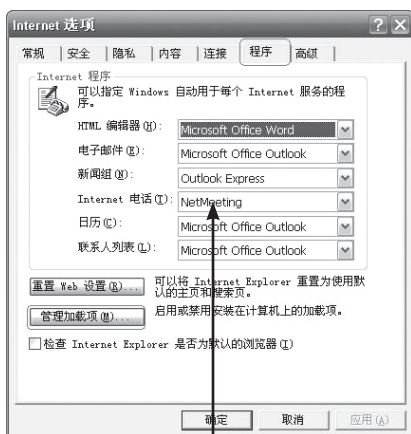 Internet 选项
常规 安全 隐私 内容 连接 程序 高级
Internet 程序
可以指定 Windows 自动用于每个 Internet 服务的程
序。
HTML 编辑器(H): Microsoft Office Word
电子邮件(E): Microsoft Office Outlook
新闻组(N): Outlook Express
Internet 电话(T): NetMeeting
日历(C): Microsoft Office Outlook
联系人列表(L): Microsoft Office Outlook
重置 Web 设置(R)... 可以将 Internet Explorer 重置为使用默
认的主页和搜索页。
管理加载项(M)... 启用或禁用安装在计算机上的加载项。
检查 Internet Explorer 是否为默认的浏览器(I)
确定 取消 应用(A)